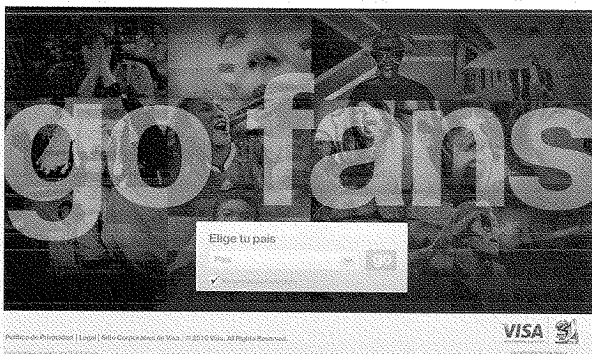 go fans
Elige tu país
País
go
Política de Privacidad | Legal | Sitio Corporativo de Visa | © 2010 Visa. All Rights Reserved.
VISA